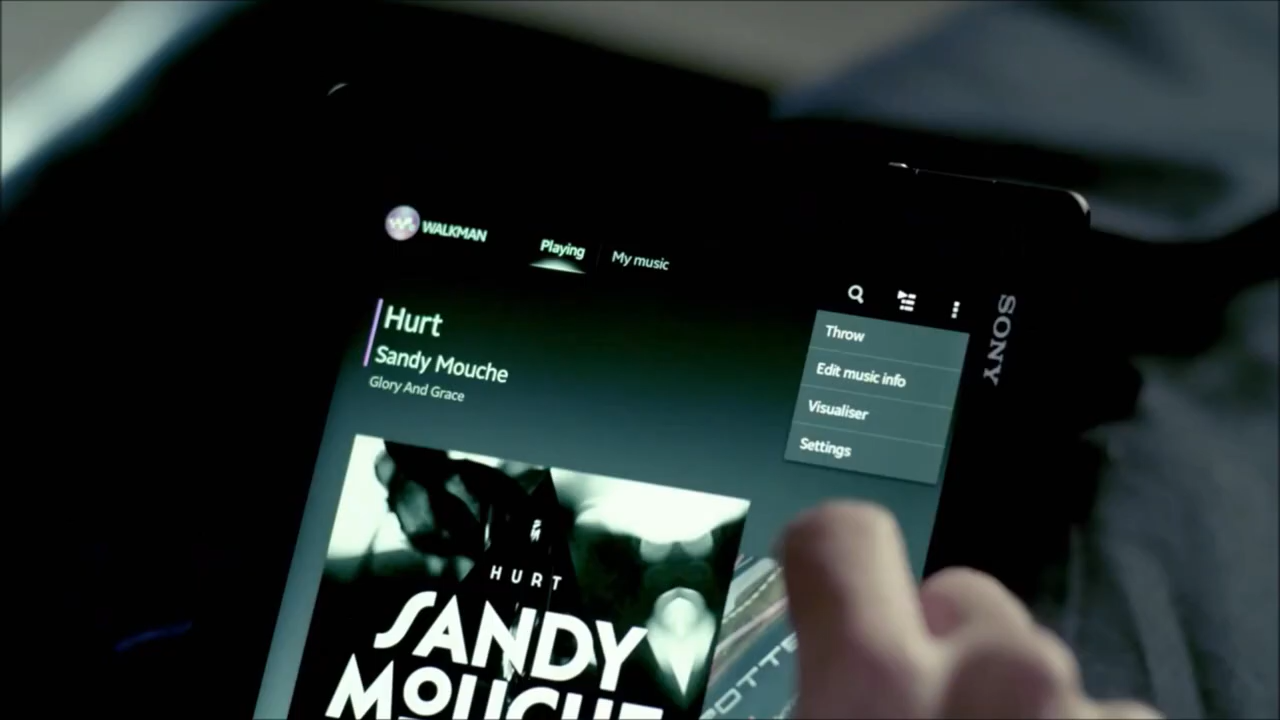 WALKMAN
Playing
My music
SONY
Hurt
Sandy Mouche
Glory And Grace
Throw
Edit music info
Visualiser
Settings
HURT
SANDY
MOUCHE